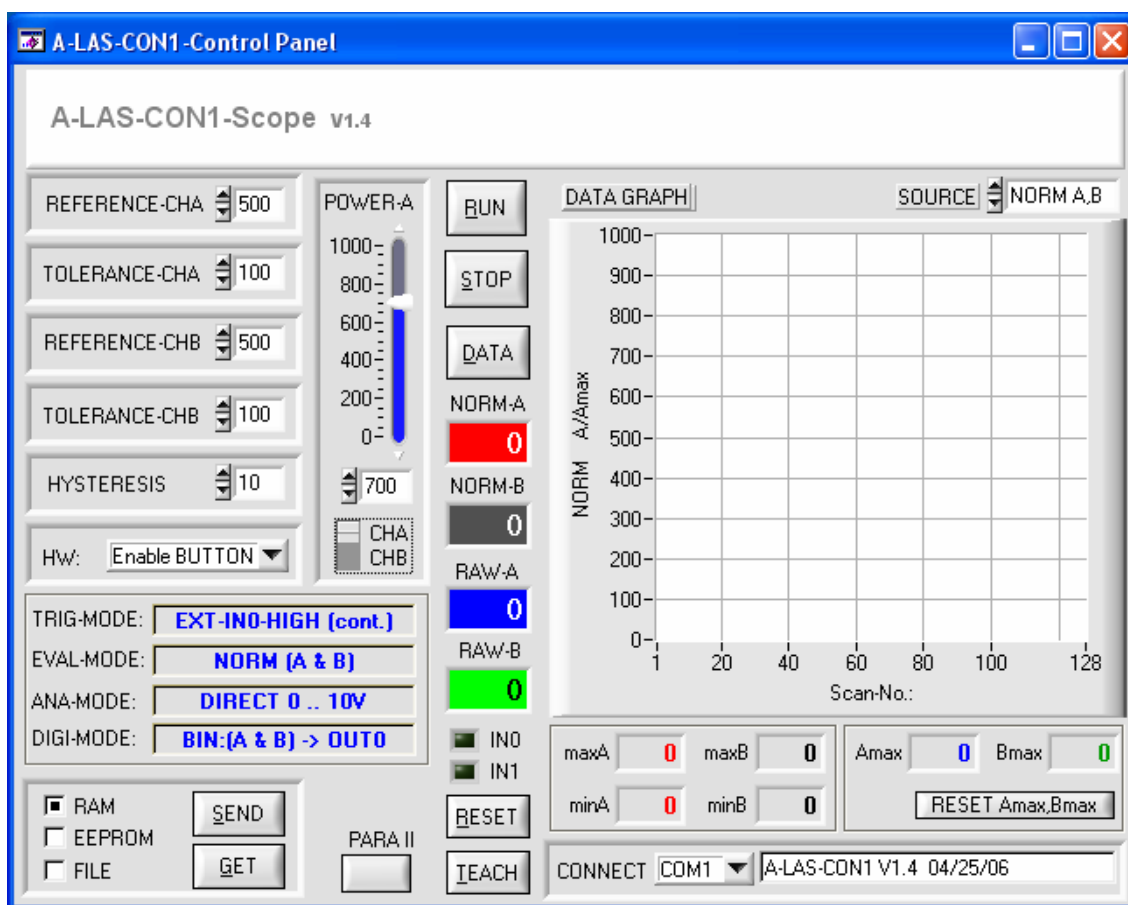 A-LAS-CON1-Control Panel
A-LAS-CON1-Scope V1.4
REFERENCE-CHA 500
TOLERANCE-CHA 100
REFERENCE-CHB 500
TOLERANCE-CHB 100
HYSTERESIS 10
HW: Enable BUTTON
POWER-A
1000
800
600
400
200
0
700
CHA
CHB
TRIG-MODE: EXT-IN0-HIGH (cont.)
EVAL-MODE: NORM (A & B)
ANA-MODE: DIRECT 0 .. 10V
DIGI-MODE: BIN:(A & B) -> OUT0
RAM
EEPROM
FILE
SEND
GET
PARA II
RUN
STOP
DATA
NORM-A
0
NORM-B
0
RAW-A
0
RAW-B
0
IN0
IN1
RESET
TEACH
DATA GRAPH SOURCE NORM A,B
NORM A/Amax
1000
900
800
700
600
500
400
300
200
100
0
1 20 40 60 80 100 128
Scan-No.:
maxA 0 maxB 0
minA 0 minB 0
Amax 0 Bmax 0
RESET Amax,Bmax
CONNECT COM1 A-LAS-CON1 V1.4 04/25/06